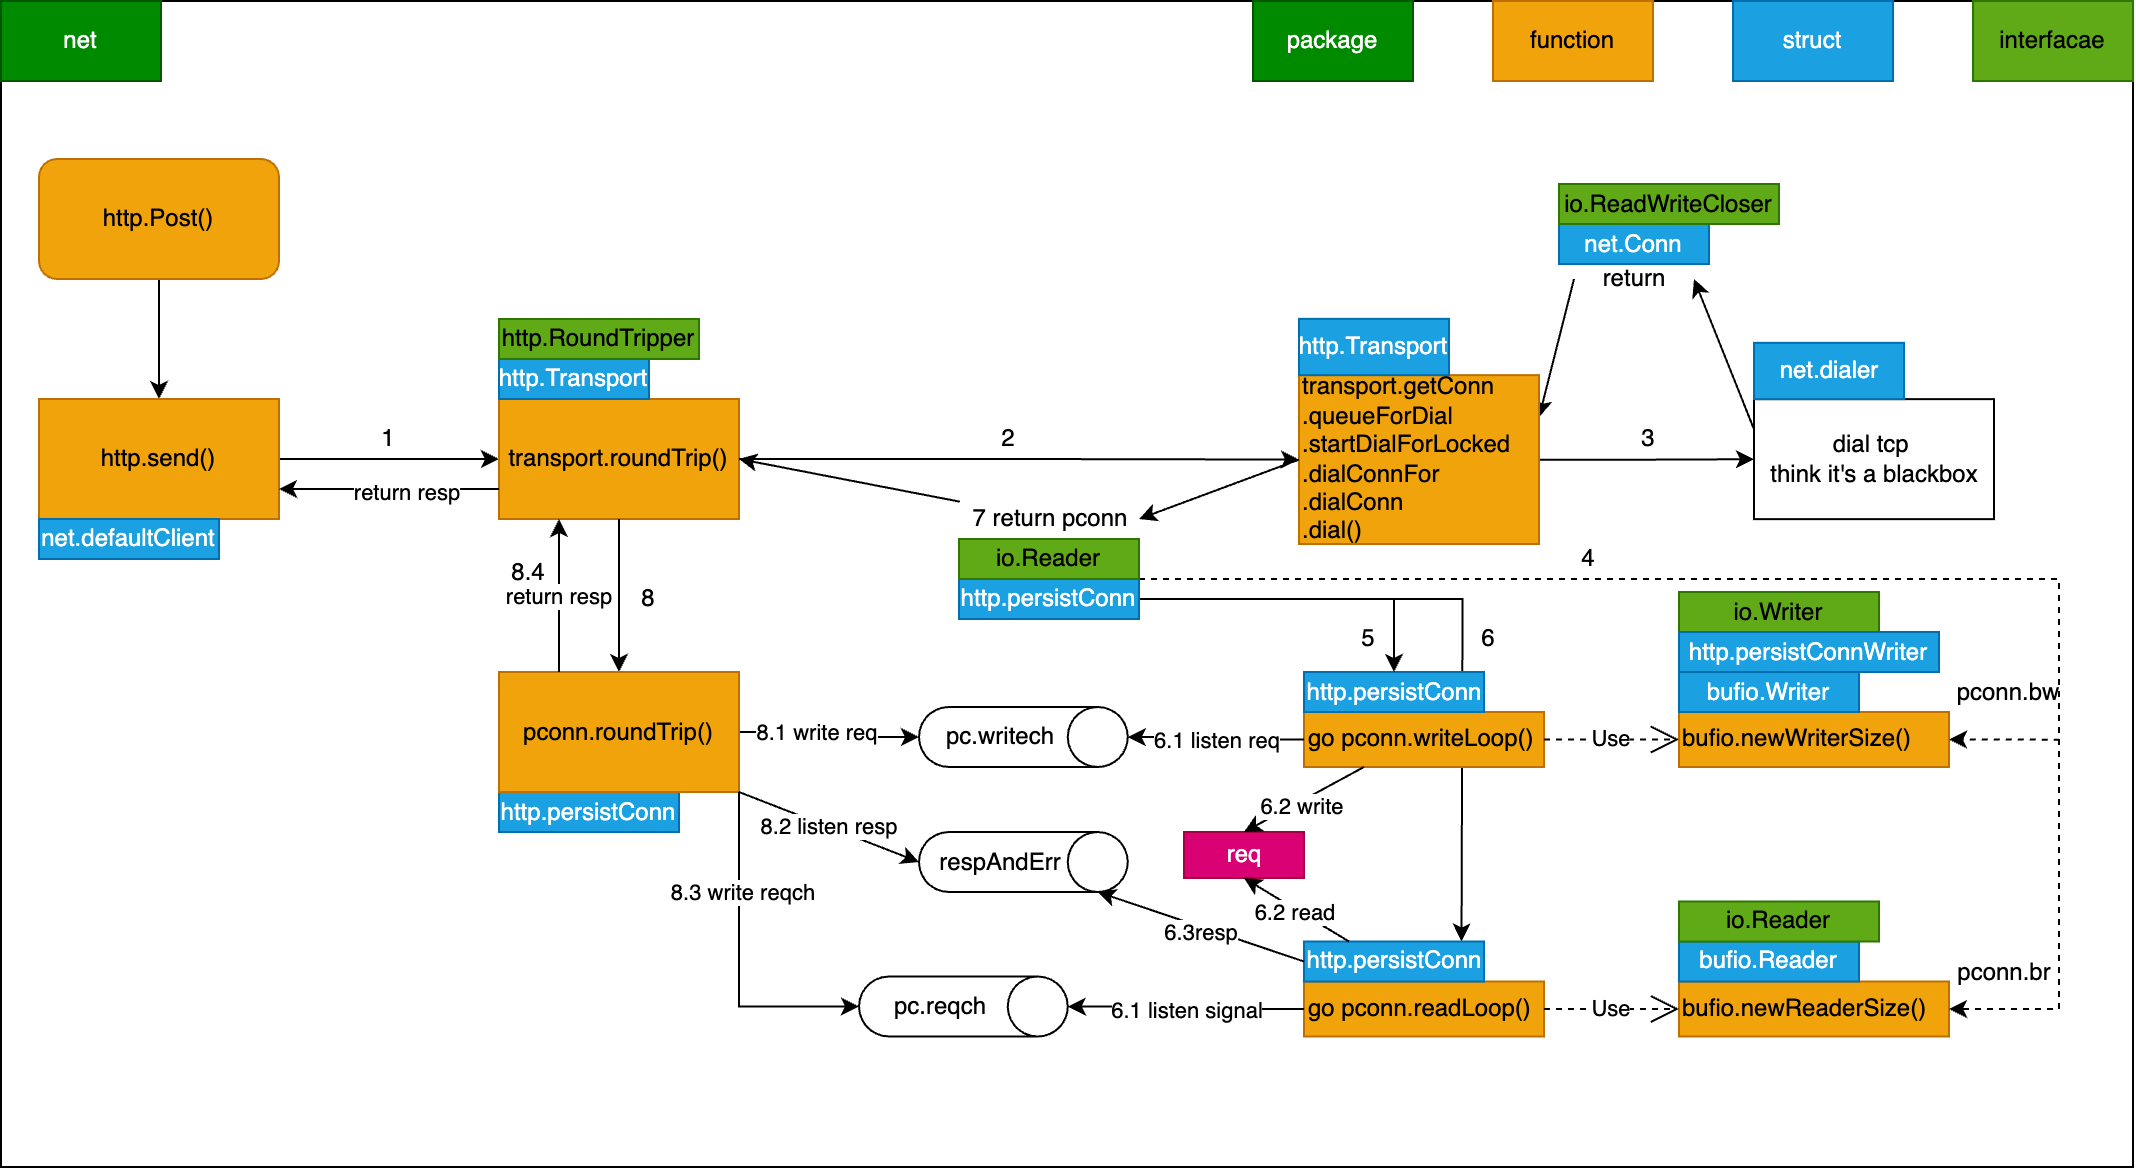 net
package
function
struct
interfacae
http.Post()
io.ReadWriteCloser
net.Conn
return
http.RoundTripper
http.Transport
http.Transport
net.dialer
http.send()
1
return resp
transport.roundTrip()
2
transport.getConn
.queueForDial
.startDialForLocked
.dialConnFor
.dialConn
.dial()
3
dial tcp
think it's a blackbox
net.defaultClient
7 return pconn
io.Reader
http.persistConn
4
8.4
return resp
8
5
6
io.Writer
http.persistConnWriter
bufio.Writer
pconn.bw
http.persistConn
pconn.roundTrip()
8.1 write req
pc.writech
6.1 listen req
go pconn.writeLoop()
Use
bufio.newWriterSize()
http.persistConn
8.2 listen resp
respAndErr
6.2 write
req
8.3 write reqch
6.2 read
6.3resp
io.Reader
http.persistConn
bufio.Reader
pconn.br
pc.reqch
6.1 listen signal
go pconn.readLoop()
Use
bufio.newReaderSize()